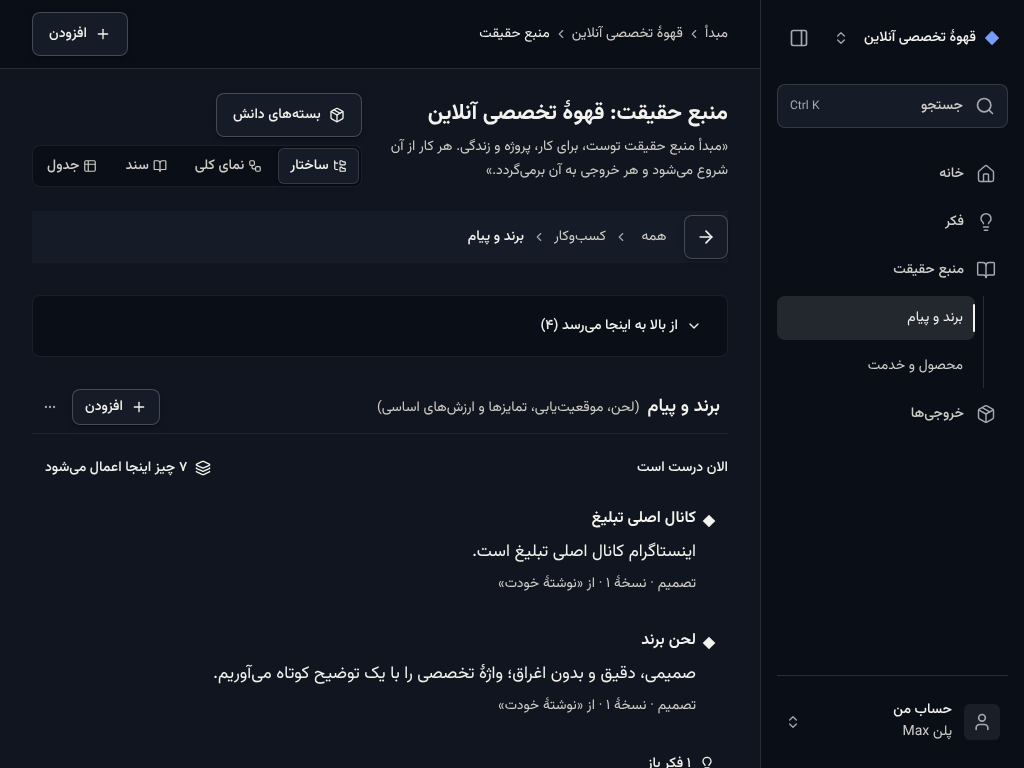 قهوهٔ تخصصی آنلاین
جستجو Ctrl K
خانه
فکر
منبع حقیقت
برند و پیام
محصول و خدمت
خروجی‌ها
حساب من
پلن Max
مبدأ › قهوهٔ تخصصی آنلاین › منبع حقیقت
افزودن
منبع حقیقت: قهوهٔ تخصصی آنلاین
«مبدأ منبع حقیقت توست، برای کار، پروژه و زندگی. هر کار از آن
شروع می‌شود و هر خروجی به آن برمی‌گردد.»
بسته‌های دانش
ساختار نمای کلی سند جدول
همه › کسب‌وکار › برند و پیام
از بالا به اینجا می‌رسد (۴)
برند و پیام (لحن، موقعیت‌یابی، تمایزها و ارزش‌های اساسی)
افزودن
الان درست است
۷ چیز اینجا اعمال می‌شود
کانال اصلی تبلیغ
اینستاگرام کانال اصلی تبلیغ است.
تصمیم · نسخهٔ ۱ · از «نوشتهٔ خودت»
لحن برند
صمیمی، دقیق و بدون اغراق؛ واژهٔ تخصصی را با یک توضیح کوتاه می‌آوریم.
تصمیم · نسخهٔ ۱ · از «نوشتهٔ خودت»
۱ فکر باز